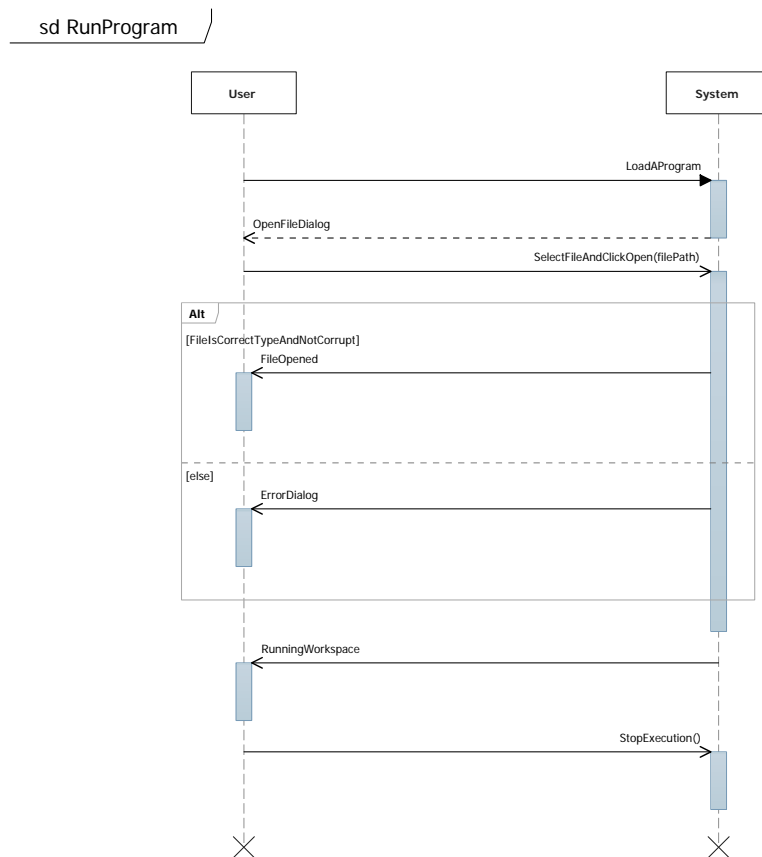 sd RunProgram
User
System
LoadAProgram
OpenFileDialog
SelectFileAndClickOpen(filePath)
Alt
[FileIsCorrectTypeAndNotCorrupt]
FileOpened
[else]
ErrorDialog
RunningWorkspace
StopExecution()